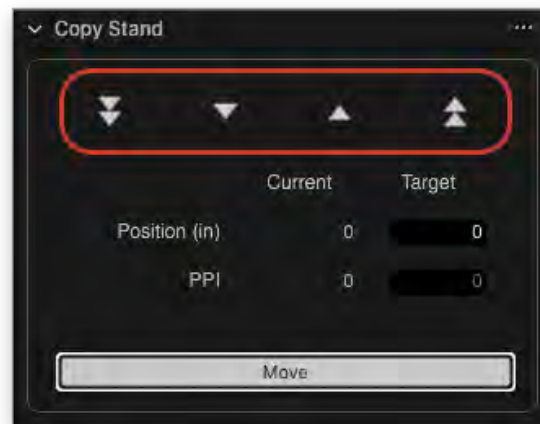 Copy Stand
Current Target
Position (in) 0 0
PPI 0 0
Move